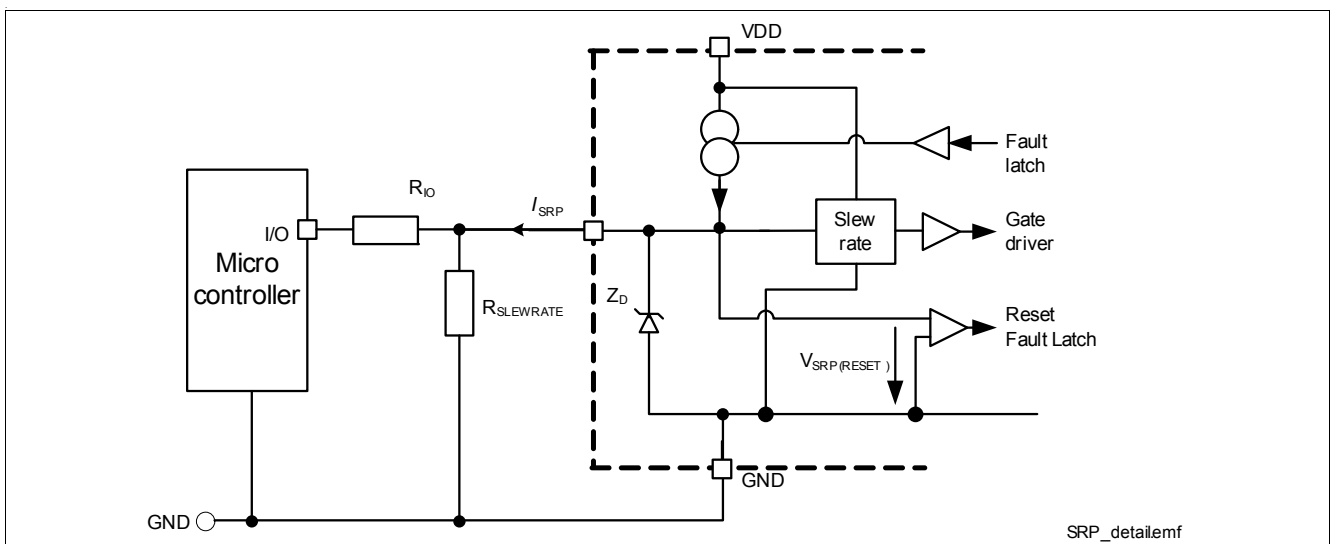 VDD
Fault
latch
R_IO
I_SRP
I/O
Micro
controller
Slew
rate
Gate
driver
R_SLEWRATE
Z_D
Reset
Fault Latch
V_SRP(RESET)
GND
GND
SRP_detail.emf